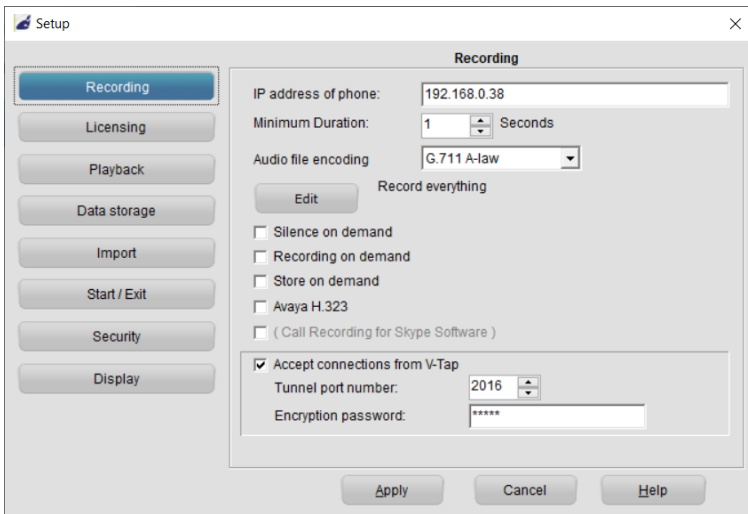 Setup
Recording
Recording
Licensing
Playback
Data storage
Import
Start / Exit
Security
Display
IP address of phone: 192.168.0.38
Minimum Duration: 1 Seconds
Audio file encoding G.711 A-law
Edit Record everything
Silence on demand
Recording on demand
Store on demand
Avaya H.323
( Call Recording for Skype Software )
Accept connections from V-Tap
Tunnel port number: 2016
Encryption password: *****
Apply Cancel Help